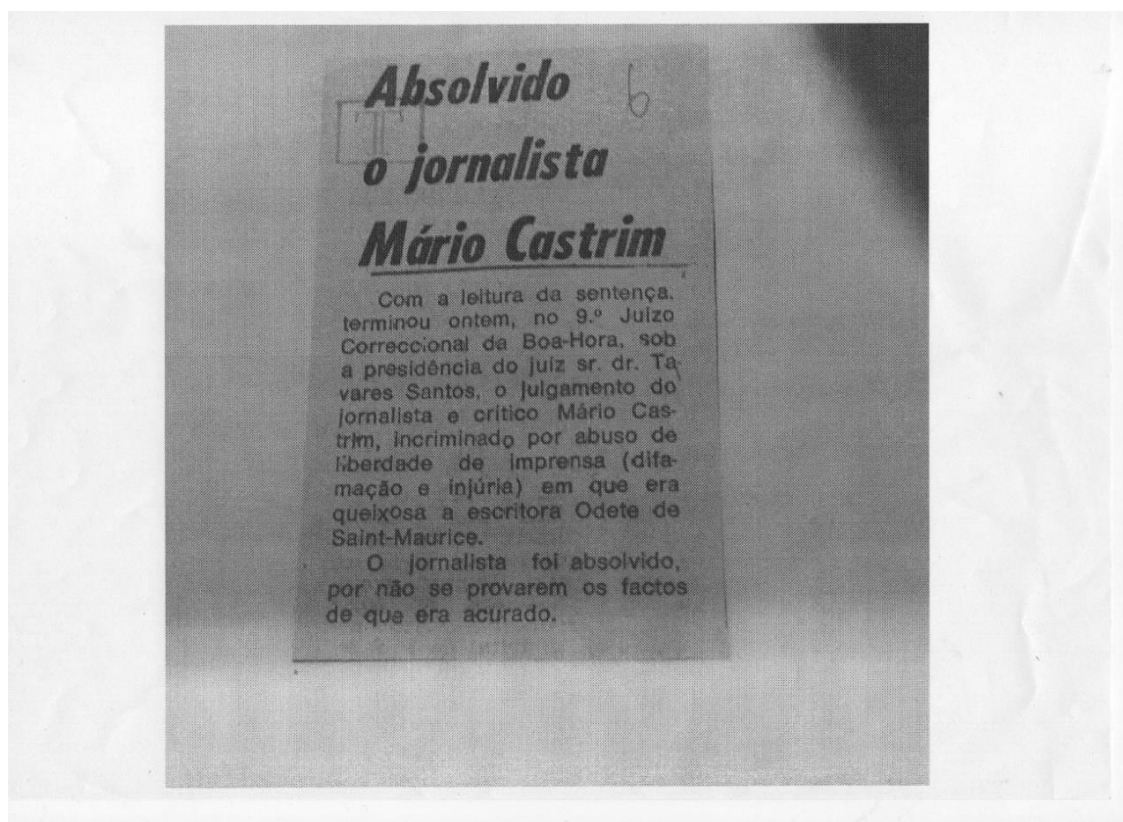 Absolvido
6
o jornalista
Mário Castrim
Com a leitura da sentença,
terminou ontem, no 9.º Juízo
Correccional da Boa-Hora, sob
a presidência do juiz sr. dr. Ta-
vares Santos, o julgamento do
jornalista e crítico Mário Cas-
trim, incriminado por abuso de
liberdade de imprensa (difa-
mação e injúria) em que era
queixosa a escritora Odete de
Saint-Maurice.
O jornalista foi absolvido,
por não se provarem os factos
de que era acurado.